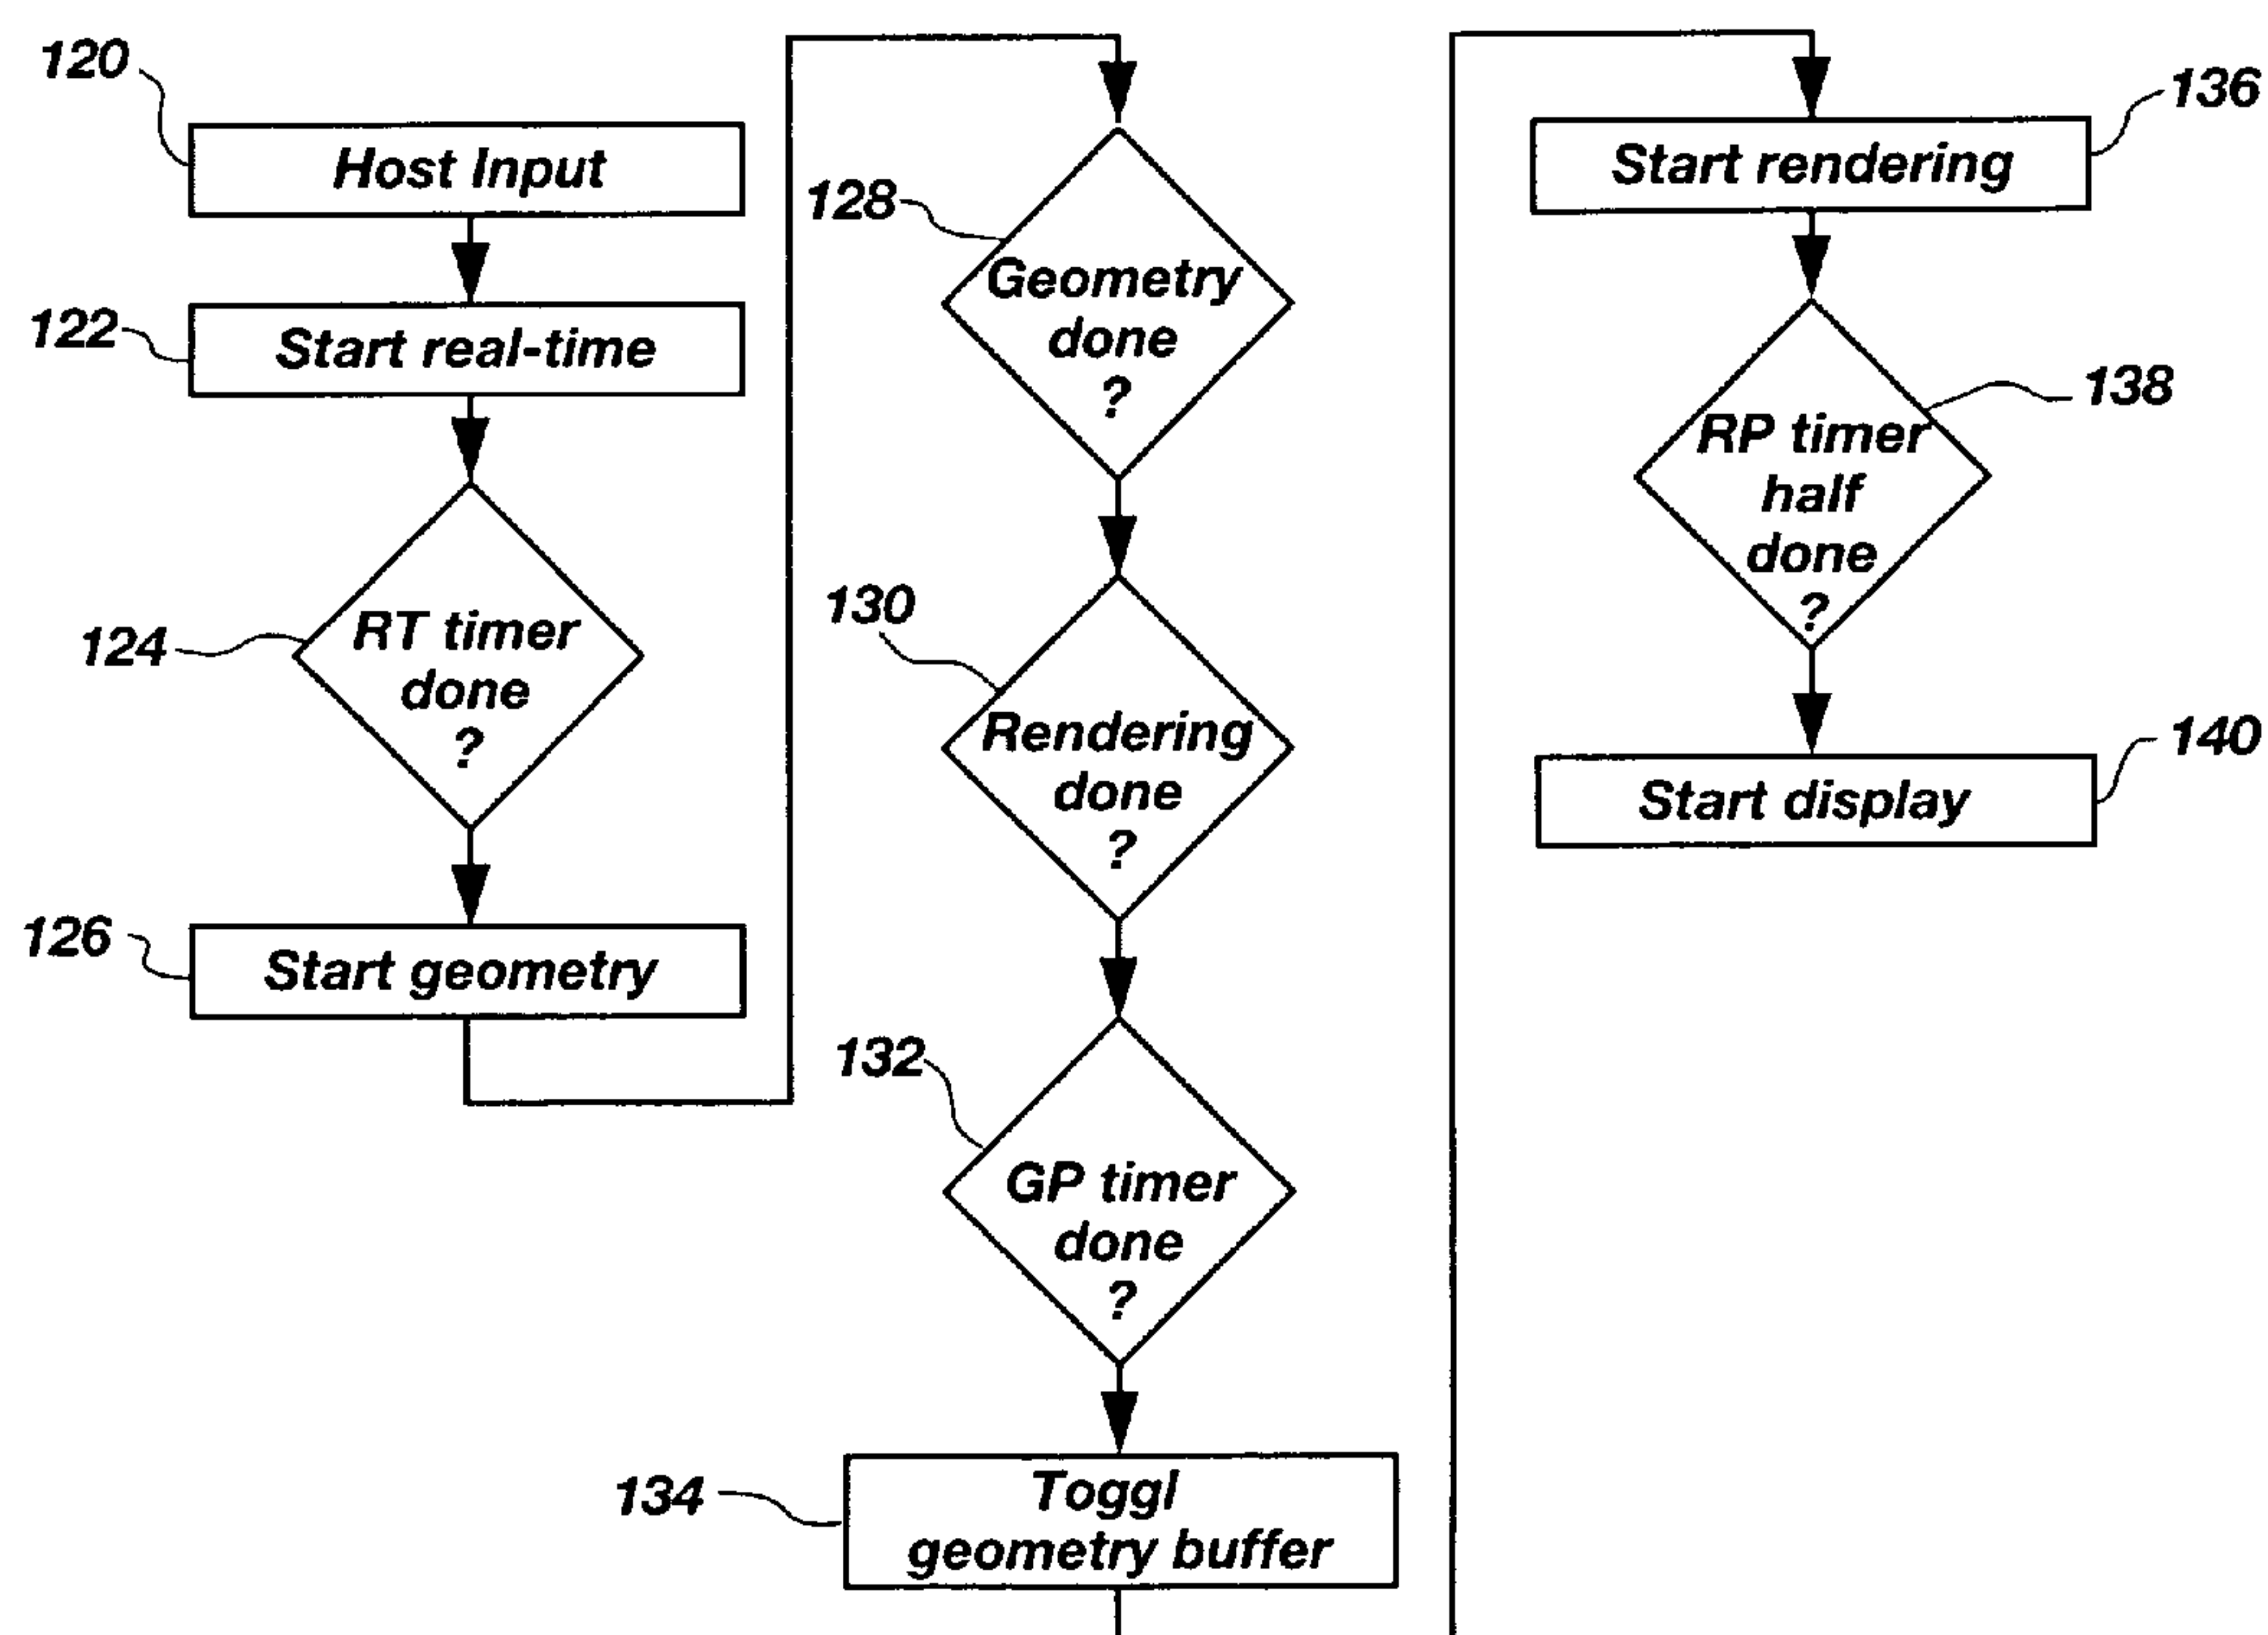 120
Host Input
122
Start real-time
124
RT timer
done
?
126
Start geometry
128
Geometry
done
?
130
Rendering
done
?
132
GP timer
done
?
134
Toggl
geometry buffer
136
Start rendering
138
RP timer
half
done
?
140
Start display